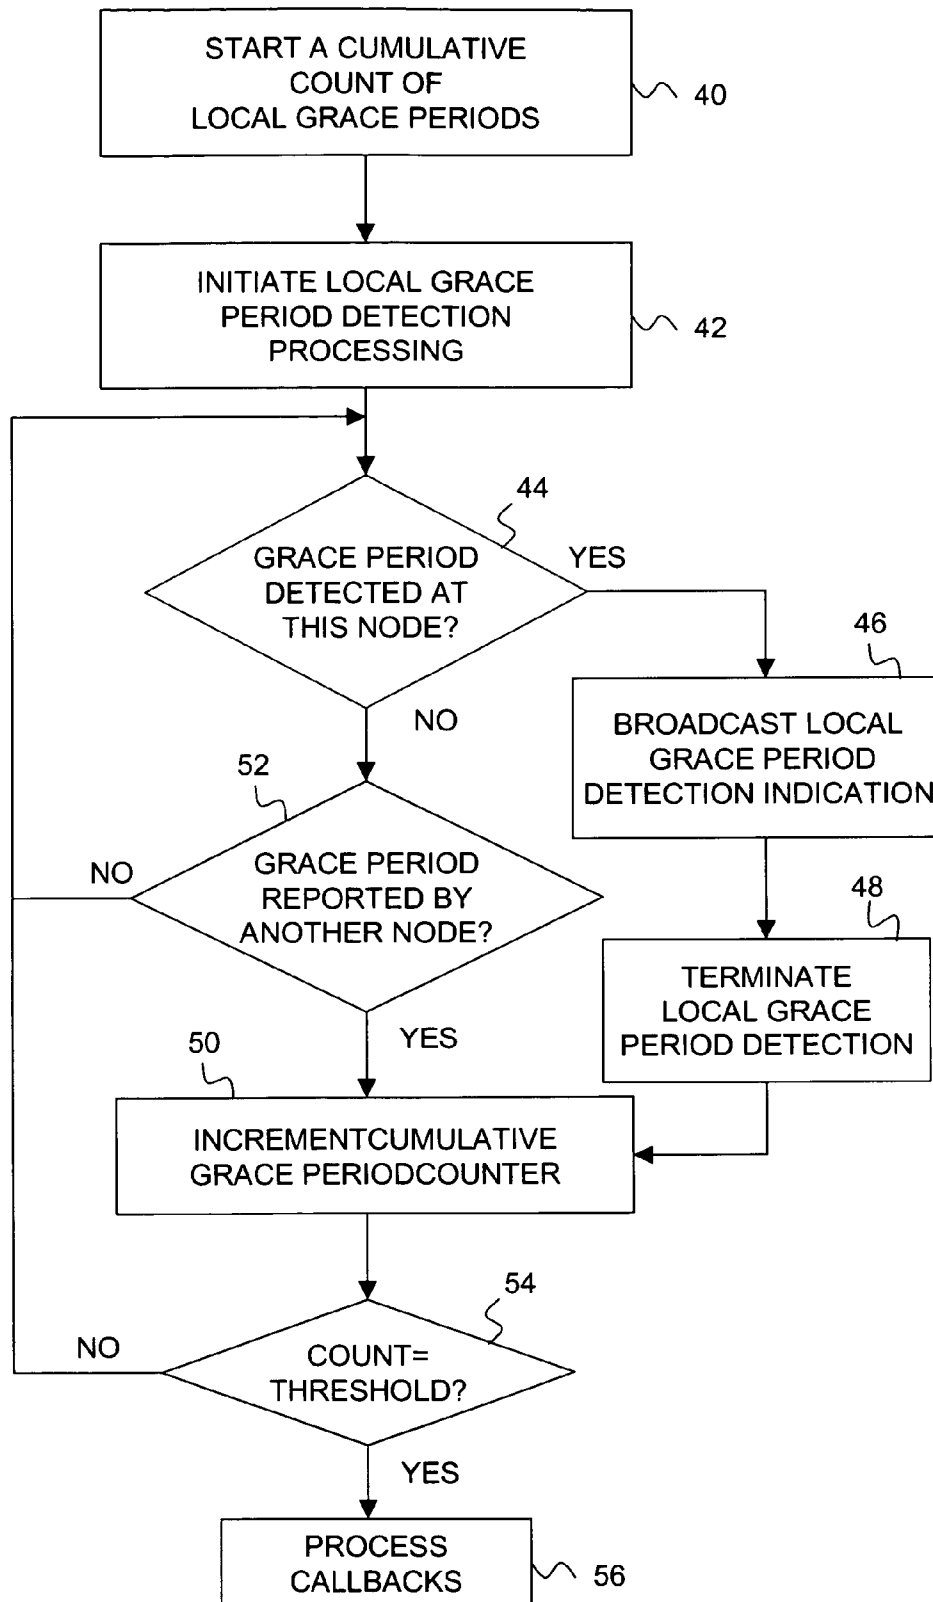 START A CUMULATIVE
COUNT OF
LOCAL GRACE PERIODS
40
INITIATE LOCAL GRACE
PERIOD DETECTION
PROCESSING
42
44
GRACE PERIOD
DETECTED AT
THIS NODE?
YES
NO
46
BROADCAST LOCAL
GRACE PERIOD
DETECTION INDICATION
52
GRACE PERIOD
REPORTED BY
ANOTHER NODE?
NO
YES
48
TERMINATE
LOCAL GRACE
PERIOD DETECTION
50
INCREMENTCUMULATIVE
GRACE PERIODCOUNTER
54
COUNT=
THRESHOLD?
NO
YES
PROCESS
CALLBACKS
56